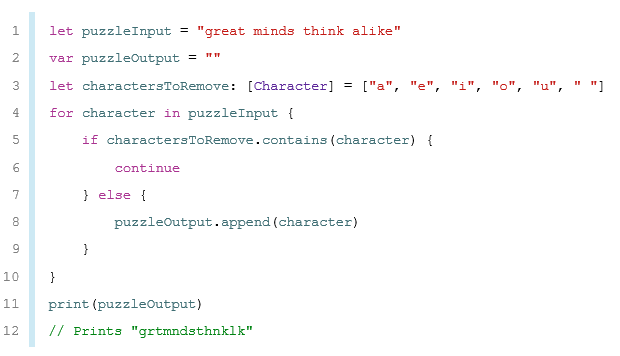 1 let puzzleInput = "great minds think alike"
2 var puzzleOutput = ""
3 let charactersToRemove: [Character] = ["a", "e", "i", "o", "u", " "]
4 for character in puzzleInput {
5     if charactersToRemove.contains(character) {
6         continue
7     } else {
8         puzzleOutput.append(character)
9     }
10 }
11 print(puzzleOutput)
12 // Prints "grtmndsthnklk"